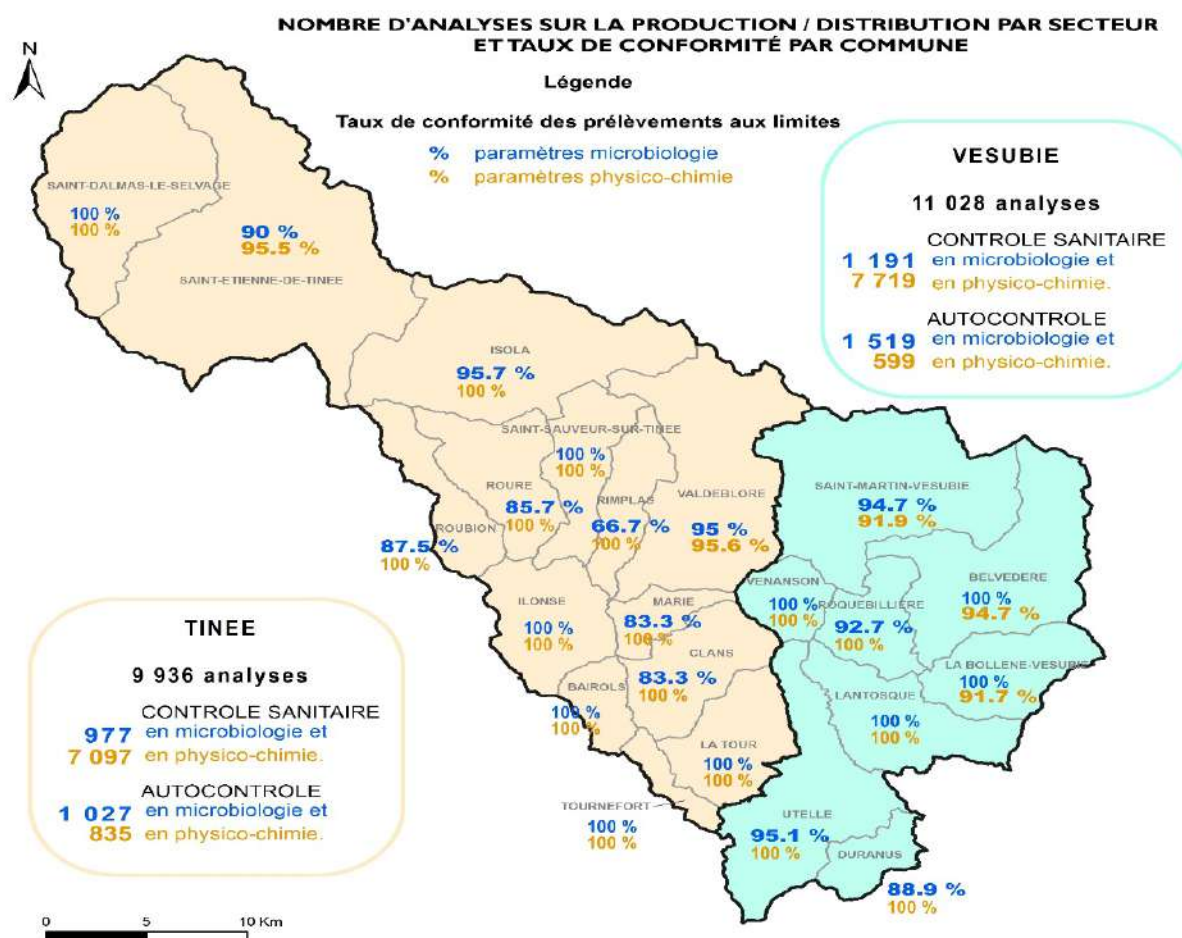 NOMBRE D'ANALYSES SUR LA PRODUCTION / DISTRIBUTION PAR SECTEUR
ET TAUX DE CONFORMITÉ PAR COMMUNE
N
Légende
Taux de conformité des prélèvements aux limites
% paramètres microbiologie
% paramètres physico-chimie
VESUBIE
11 028 analyses
CONTROLE SANITAIRE
1 191 en microbiologie et
7 719 en physico-chimie.
AUTOCONTROLE
1 519 en microbiologie et
599 en physico-chimie.
SAINT-DALMAS-LE-SELVAGE
100 %
100 %
90 %
95.5 %
SAINT-ETIENNE-DE-TINEE
ISOLA
95.7 %
100 %
SAINT-SAUVEUR-SUR-TINEE
100 %
100 %
ROURE
85.7 %
100 %
RIMPLAS
66.7 %
100 %
VALDEBLORE
95 %
95.6 %
ROUBION
87.5 %
100 %
SAINT-MARTIN-VESUBIE
94.7 %
91.9 %
VENANSON
100 %
100 %
ROQUEBILLIERE
92.7 %
100 %
BELVEDERE
100 %
94.7 %
ILONSE
100 %
100 %
MARIE
83.3 %
100 %
CLANS
83.3 %
100 %
BAIROLS
100 %
100 %
LA BOLLENE-VESUBIE
100 %
91.7 %
LANTOSQUE
100 %
100 %
LA TOUR
100 %
100 %
TOURNEFORT
100 %
100 %
UTELLE
95.1 %
100 %
DURANUS
88.9 %
100 %
TINEE
9 936 analyses
CONTROLE SANITAIRE
977 en microbiologie et
7 097 en physico-chimie.
AUTOCONTROLE
1 027 en microbiologie et
835 en physico-chimie.
0 5 10 Km